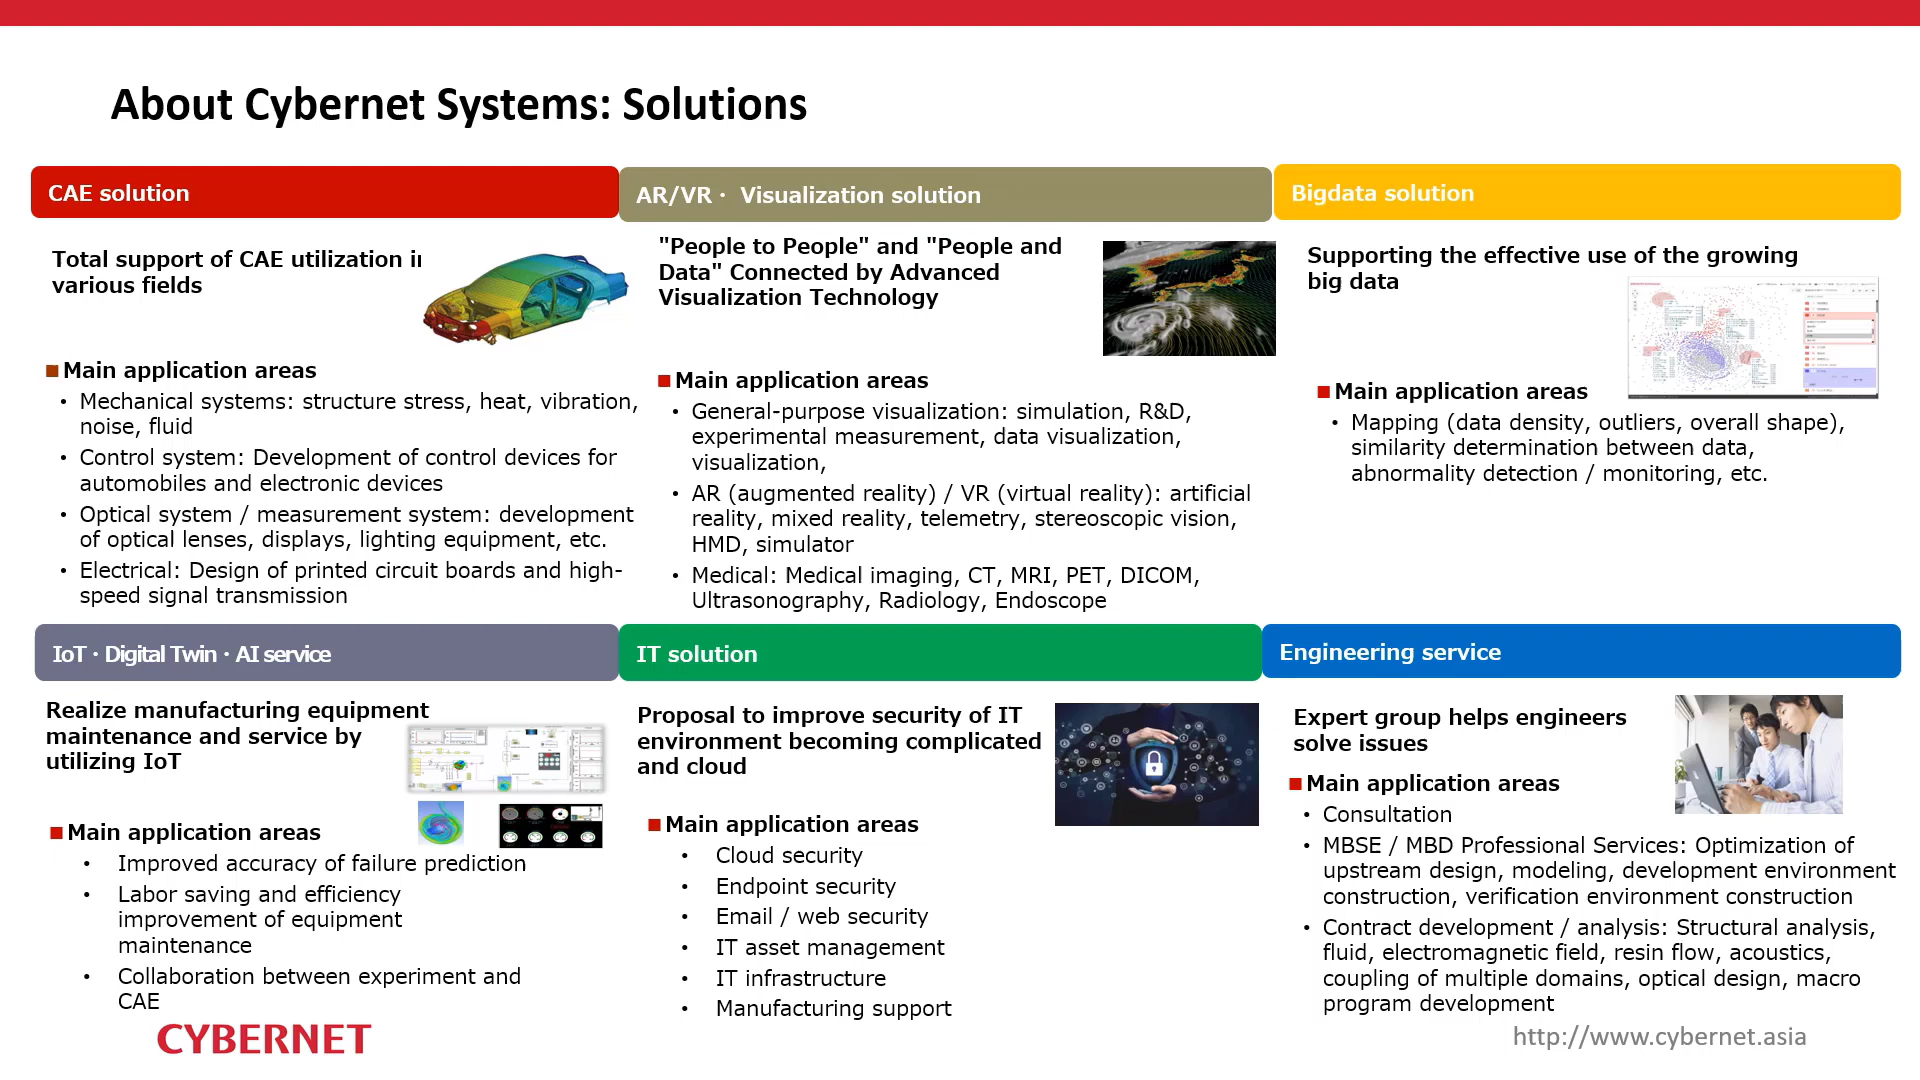 About Cybernet Systems: Solutions
CAE solution
Total support of CAE utilization in
various fields
■Main application areas
• Mechanical systems: structure stress, heat, vibration,
noise, fluid
• Control system: Development of control devices for
automobiles and electronic devices
• Optical system / measurement system: development
of optical lenses, displays, lighting equipment, etc.
• Electrical: Design of printed circuit boards and high-
speed signal transmission
AR/VR・ Visualization solution
"People to People" and "People and
Data" Connected by Advanced
Visualization Technology
■Main application areas
• General-purpose visualization: simulation, R&D,
experimental measurement, data visualization,
visualization,
• AR (augmented reality) / VR (virtual reality): artificial
reality, mixed reality, telemetry, stereoscopic vision,
HMD, simulator
• Medical: Medical imaging, CT, MRI, PET, DICOM,
Ultrasonography, Radiology, Endoscope
Bigdata solution
Supporting the effective use of the growing
big data
■Main application areas
• Mapping (data density, outliers, overall shape),
similarity determination between data,
abnormality detection / monitoring, etc.
IoT・Digital Twin・AI service
Realize manufacturing equipment
maintenance and service by
utilizing IoT
■Main application areas
• Improved accuracy of failure prediction
• Labor saving and efficiency
improvement of equipment
maintenance
• Collaboration between experiment and
CAE
IT solution
Proposal to improve security of IT
environment becoming complicated
and cloud
■Main application areas
• Cloud security
• Endpoint security
• Email / web security
• IT asset management
• IT infrastructure
• Manufacturing support
Engineering service
Expert group helps engineers
solve issues
■Main application areas
• Consultation
• MBSE / MBD Professional Services: Optimization of
upstream design, modeling, development environment
construction, verification environment construction
• Contract development / analysis: Structural analysis,
fluid, electromagnetic field, resin flow, acoustics,
coupling of multiple domains, optical design, macro
program development
CYBERNET
http://www.cybernet.asia